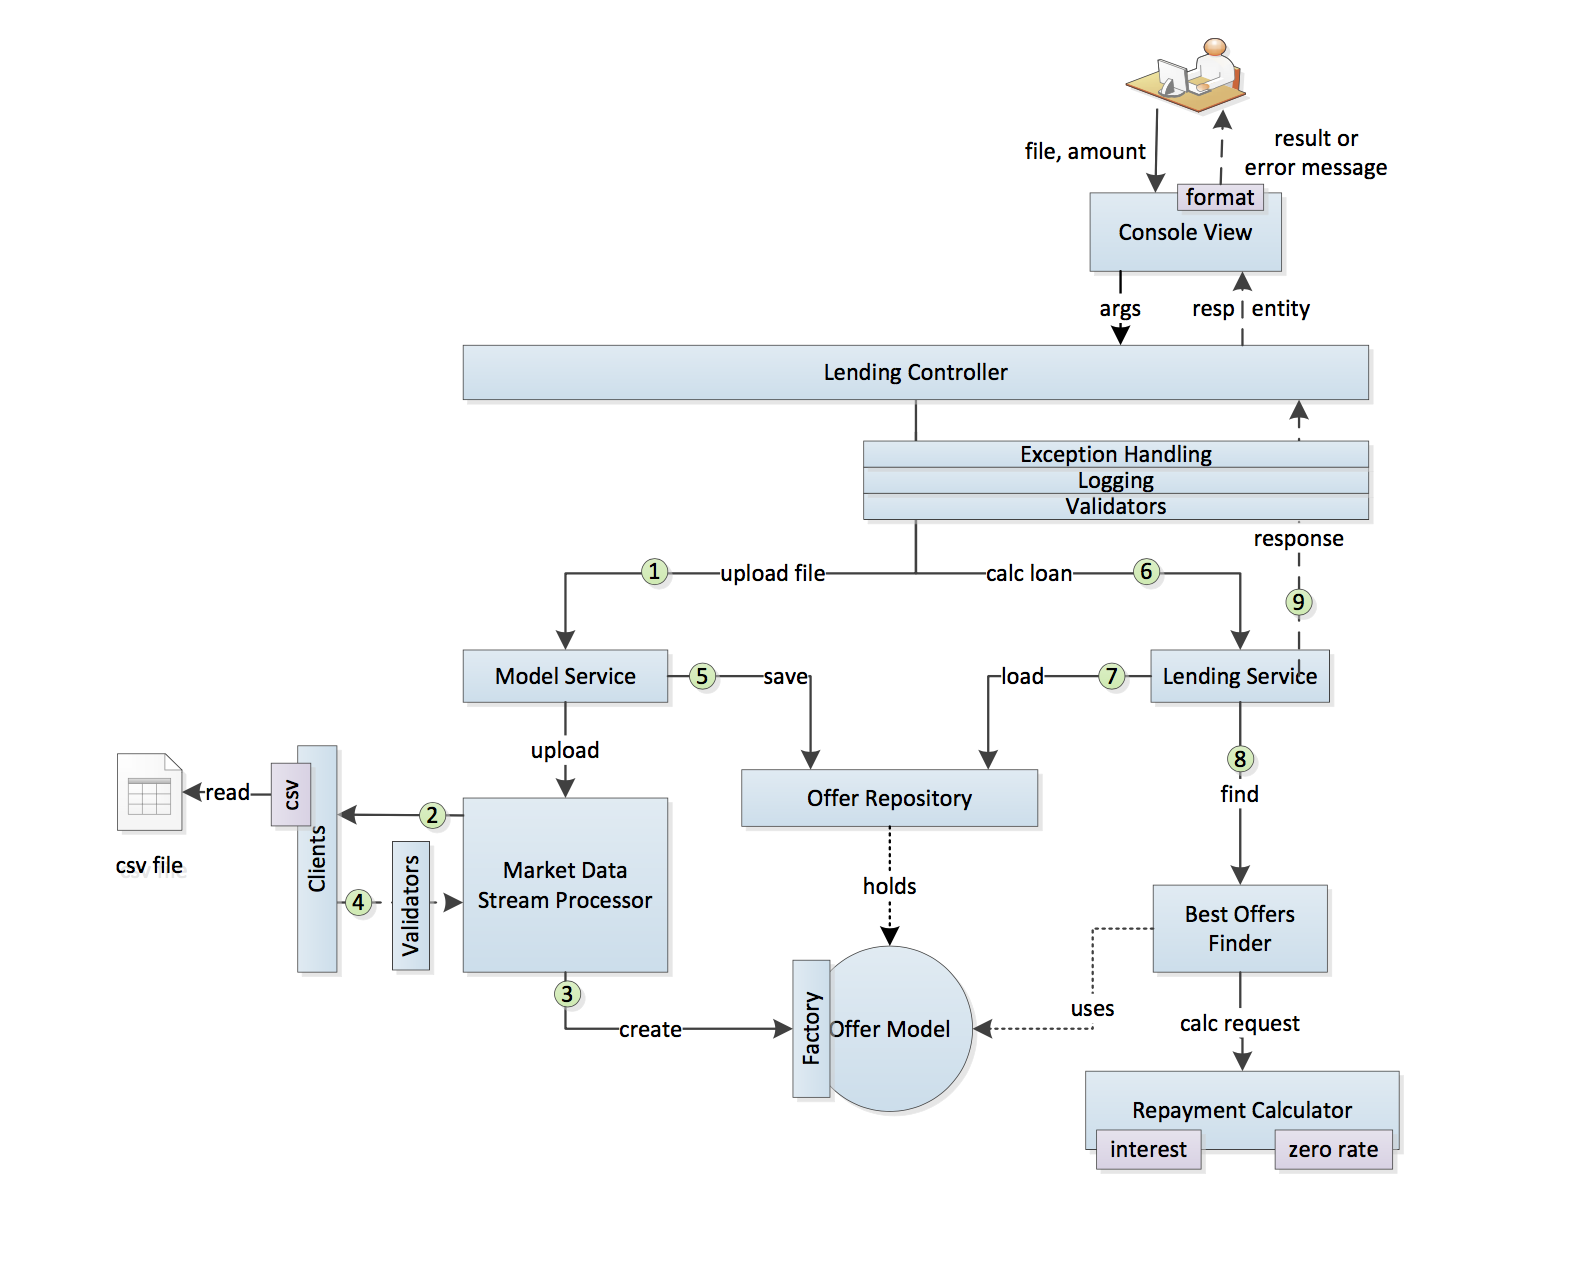 file, amount
result or
error message
format
Console View
args
resp entity
Lending Controller
Exception Handling
Logging
Validators
response
1 upload file
calc loan 6
9
Model Service
5 save
load 7
Lending Service
upload
8
find
csv
read
csv file
Clients
2
4
Validators
Market Data
Stream Processor
Offer Repository
holds
Best Offers
Finder
3
create
Factory
Offer Model
uses
calc request
Repayment Calculator
interest
zero rate